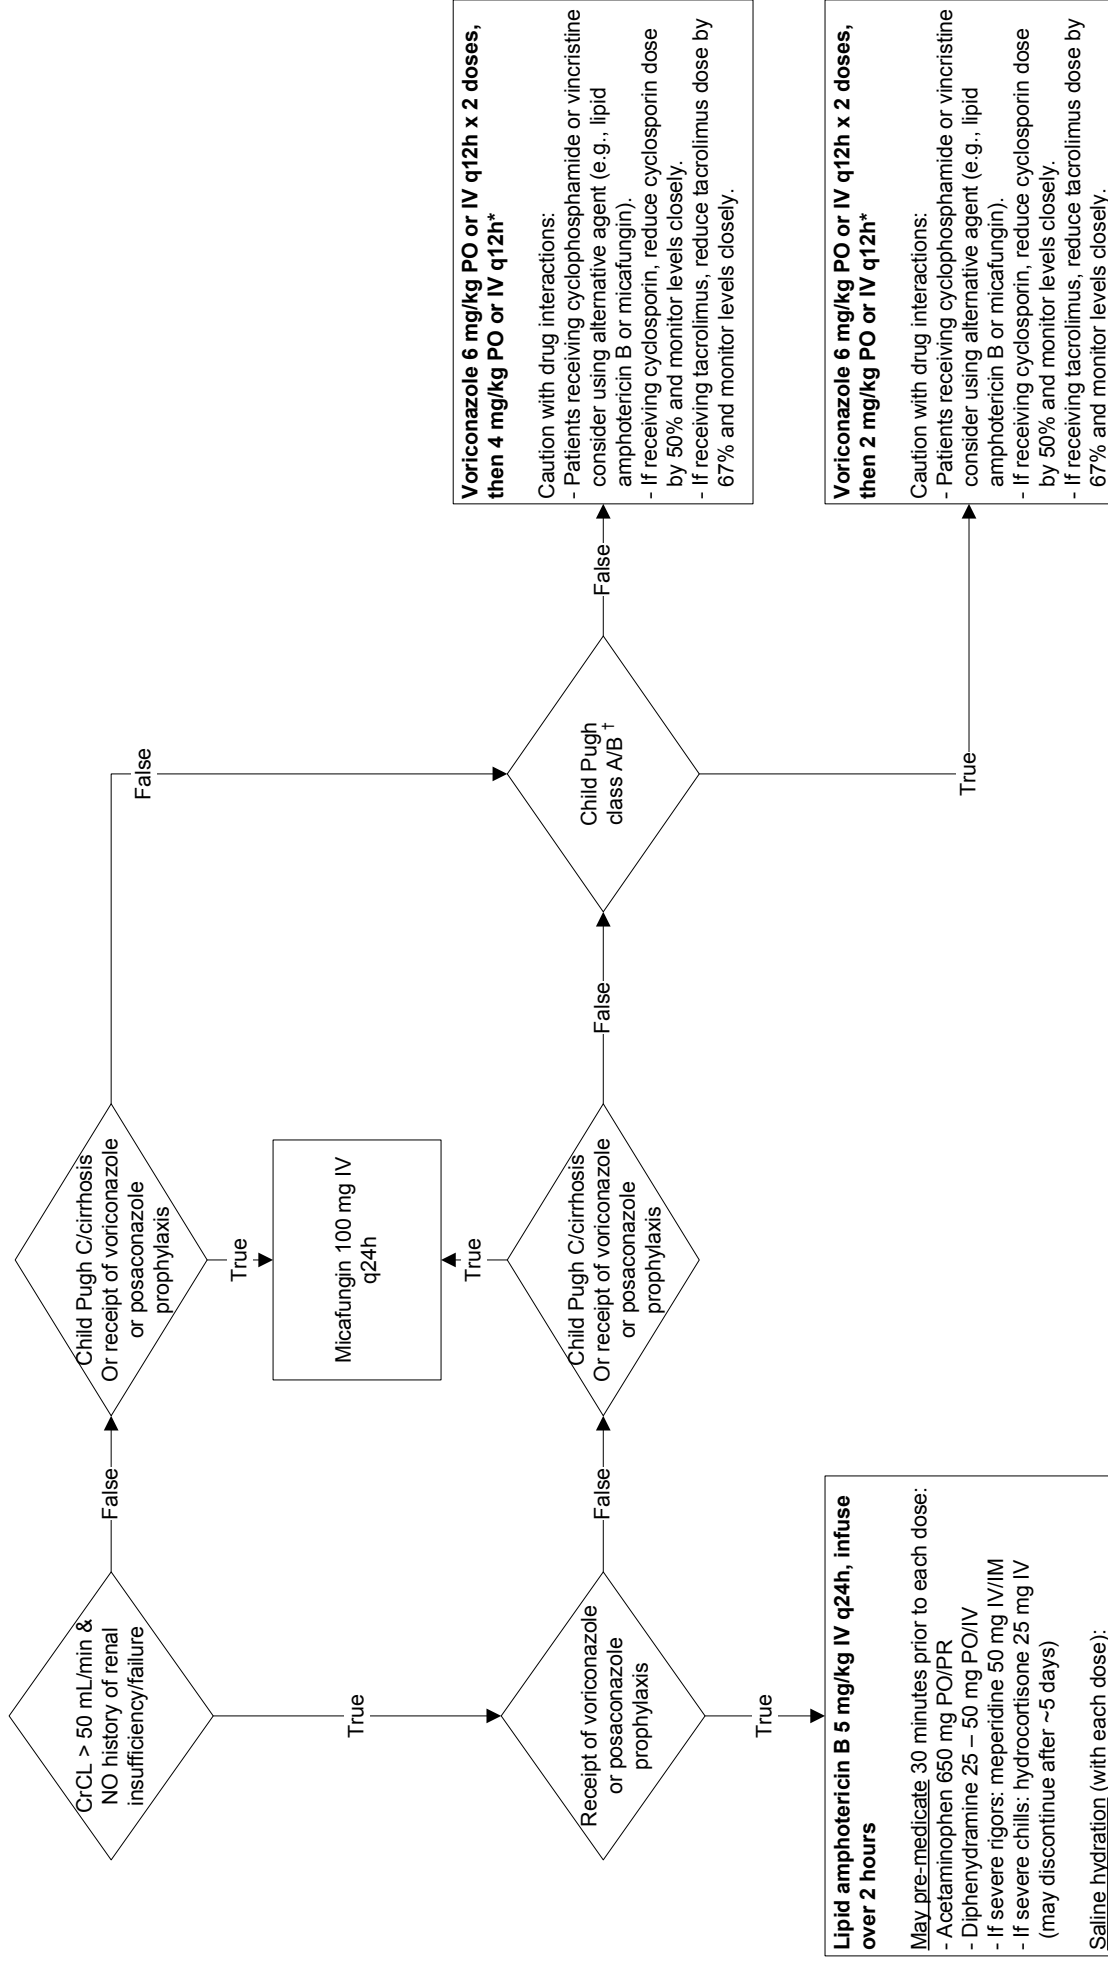 CrCL > 50 mL/min &
NO history of renal
insufficiency/failure
False
True
Child Pugh C/cirrhosis
Or receipt of voriconazole
or posaconazole
prophylaxis
False
True
Micafungin 100 mg IV
q24h
Receipt of voriconazole
or posaconazole
prophylaxis
False
True
Child Pugh C/cirrhosis
Or receipt of voriconazole
or posaconazole
prophylaxis
True
False
Child Pugh
class A/B †
False
True
Voriconazole 6 mg/kg PO or IV q12h x 2 doses,
then 4 mg/kg PO or IV q12h*
Caution with drug interactions:
- Patients receiving cyclophosphamide or vincristine
consider using alternative agent (e.g., lipid
amphotericin B or micafungin).
- If receiving cyclosporin, reduce cyclosporin dose
by 50% and monitor levels closely.
- If receiving tacrolimus, reduce tacrolimus dose by
67% and monitor levels closely.
Lipid amphotericin B 5 mg/kg IV q24h, infuse
over 2 hours
May pre-medicate 30 minutes prior to each dose:
- Acetaminophen 650 mg PO/PR
- Diphenydramine 25 – 50 mg PO/IV
- If severe rigors: meperidine 50 mg IV/IM
- If severe chills: hydrocortisone 25 mg IV
(may discontinue after ~5 days)
Saline hydration (with each dose):
Voriconazole 6 mg/kg PO or IV q12h x 2 doses,
then 2 mg/kg PO or IV q12h*
Caution with drug interactions:
- Patients receiving cyclophosphamide or vincristine
consider using alternative agent (e.g., lipid
amphotericin B or micafungin).
- If receiving cyclosporin, reduce cyclosporin dose
by 50% and monitor levels closely.
- If receiving tacrolimus, reduce tacrolimus dose by
67% and monitor levels closely.